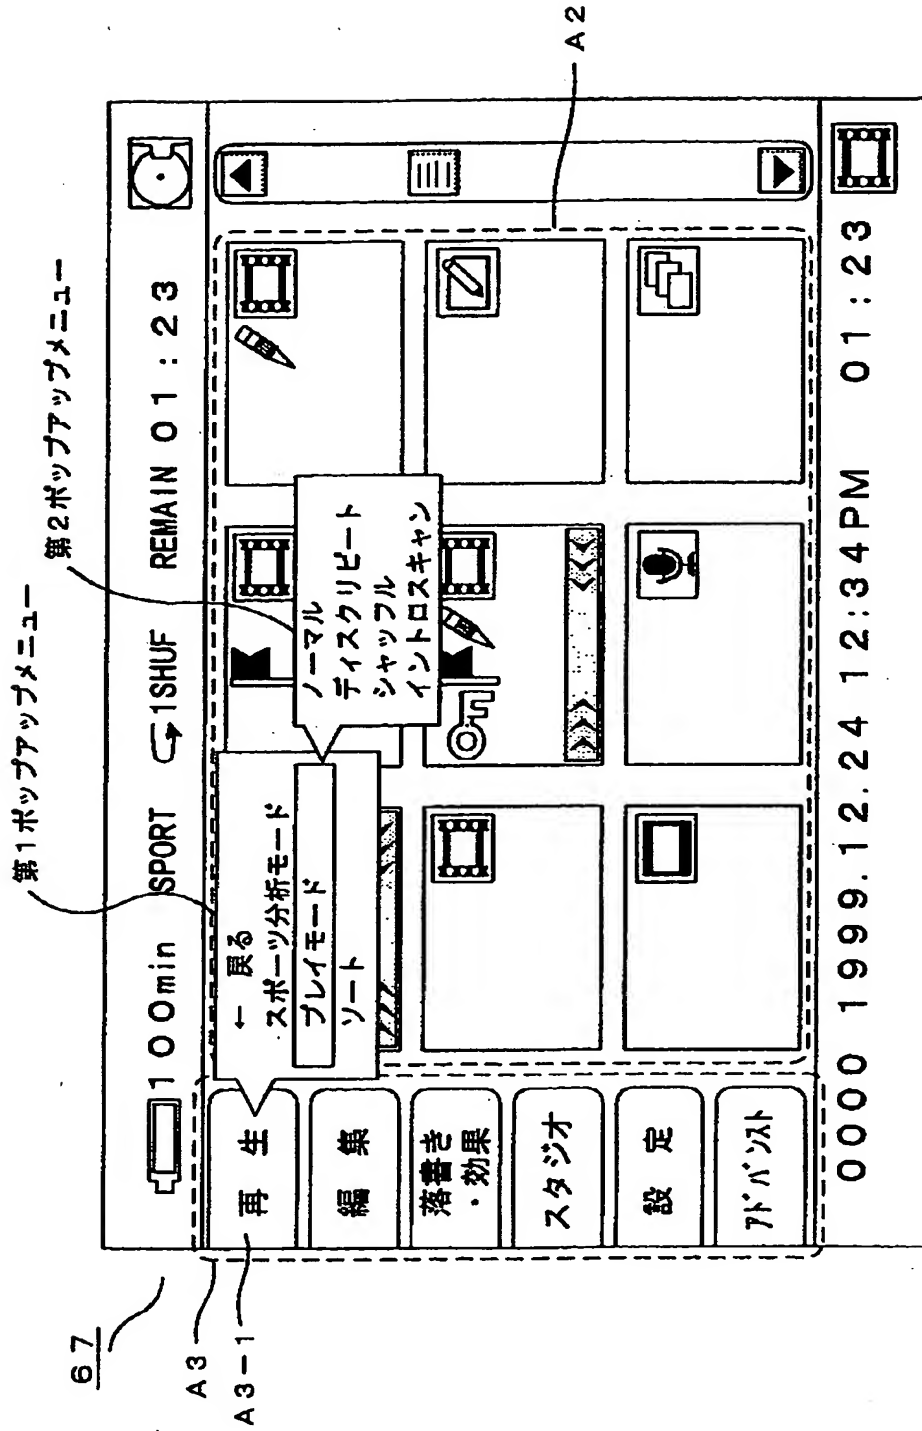 第1ポップアップメニュー
第2ポップアップメニュー
67
A3
A3-1
A2
100min SPORT 1SHUF REMAIN 01:23
再生
編集
落書き
・効果
スタジオ
設定
アドバンスト
← 戻る
スポーツ分析モード
プレイモード
ソート
ノーマル
ディスクリピート
シャッフル
イントロスキャン
0000 1999.12.24 12:34PM 01:23